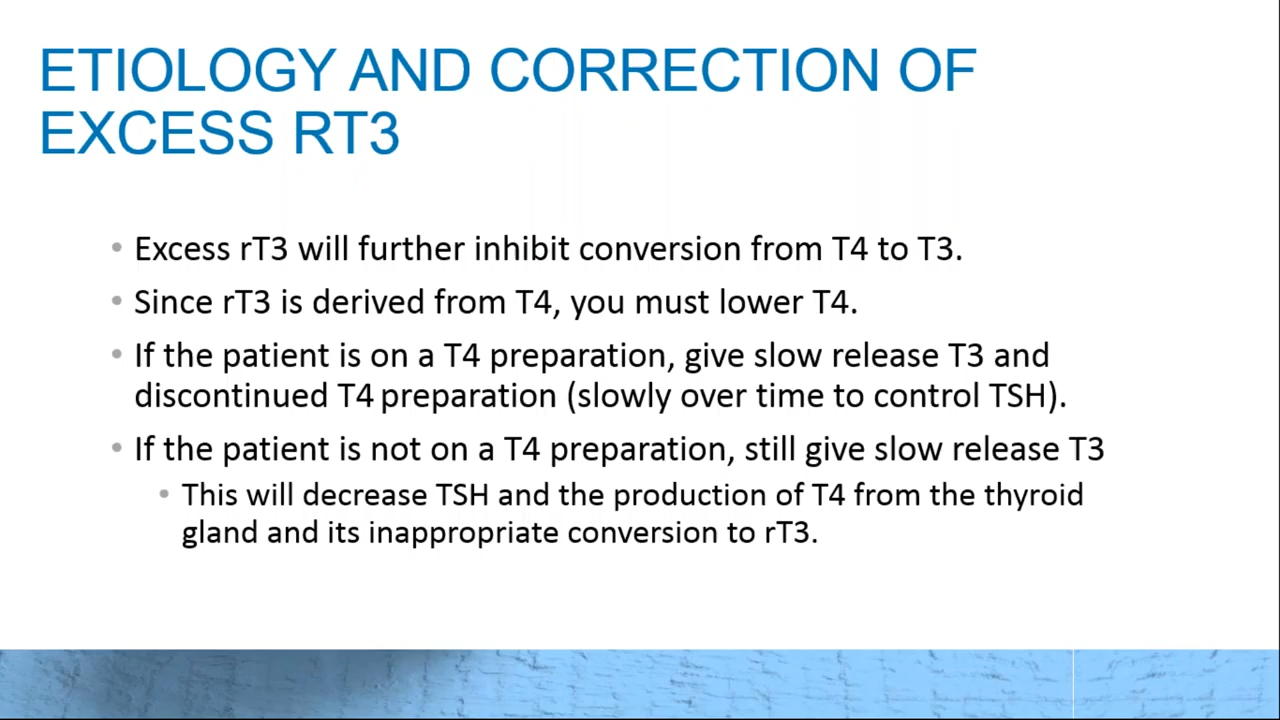 ETIOLOGY AND CORRECTION OF
EXCESS RT3
• Excess rT3 will further inhibit conversion from T4 to T3.
• Since rT3 is derived from T4, you must lower T4.
• If the patient is on a T4 preparation, give slow release T3 and
discontinued T4 preparation (slowly over time to control TSH).
• If the patient is not on a T4 preparation, still give slow release T3
• This will decrease TSH and the production of T4 from the thyroid
gland and its inappropriate conversion to rT3.